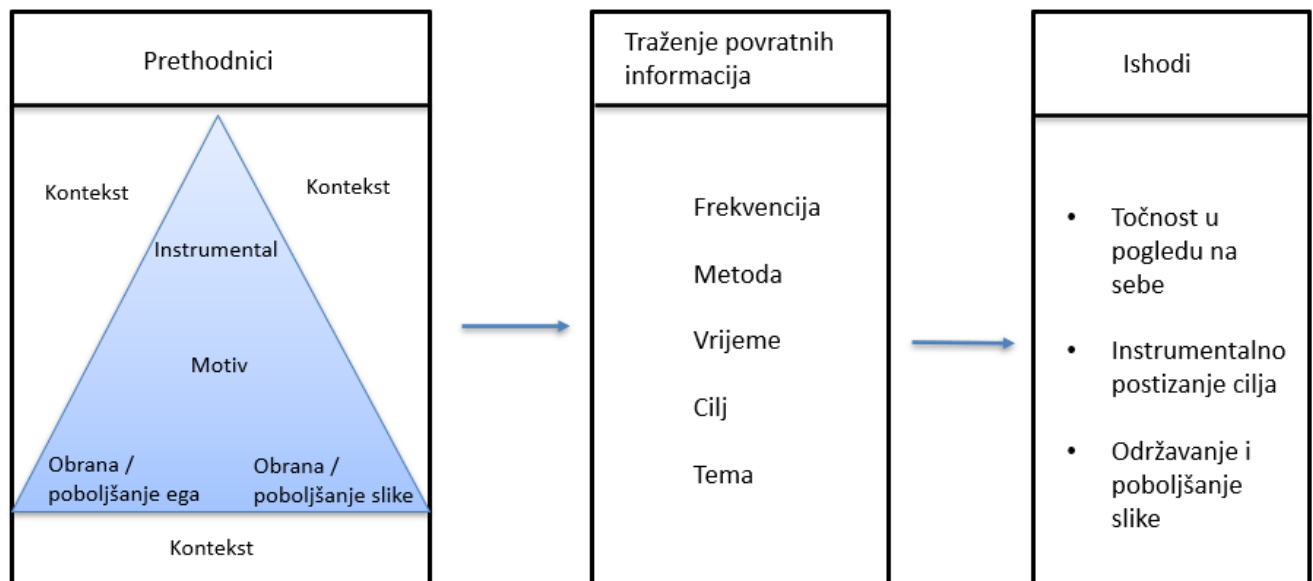 Prethodnici
Kontekst
Kontekst
Instrumental
Motiv
Obrana /
poboljšanje ega
Obrana /
poboljšanje slike
Kontekst
Traženje povratnih
informacija
Frekvencija
Metoda
Vrijeme
Cilj
Tema
Ishodi
• Točnost u
pogledu na
sebe
• Instrumentalno
postizanje cilja
• Održavanje i
poboljšanje
slike